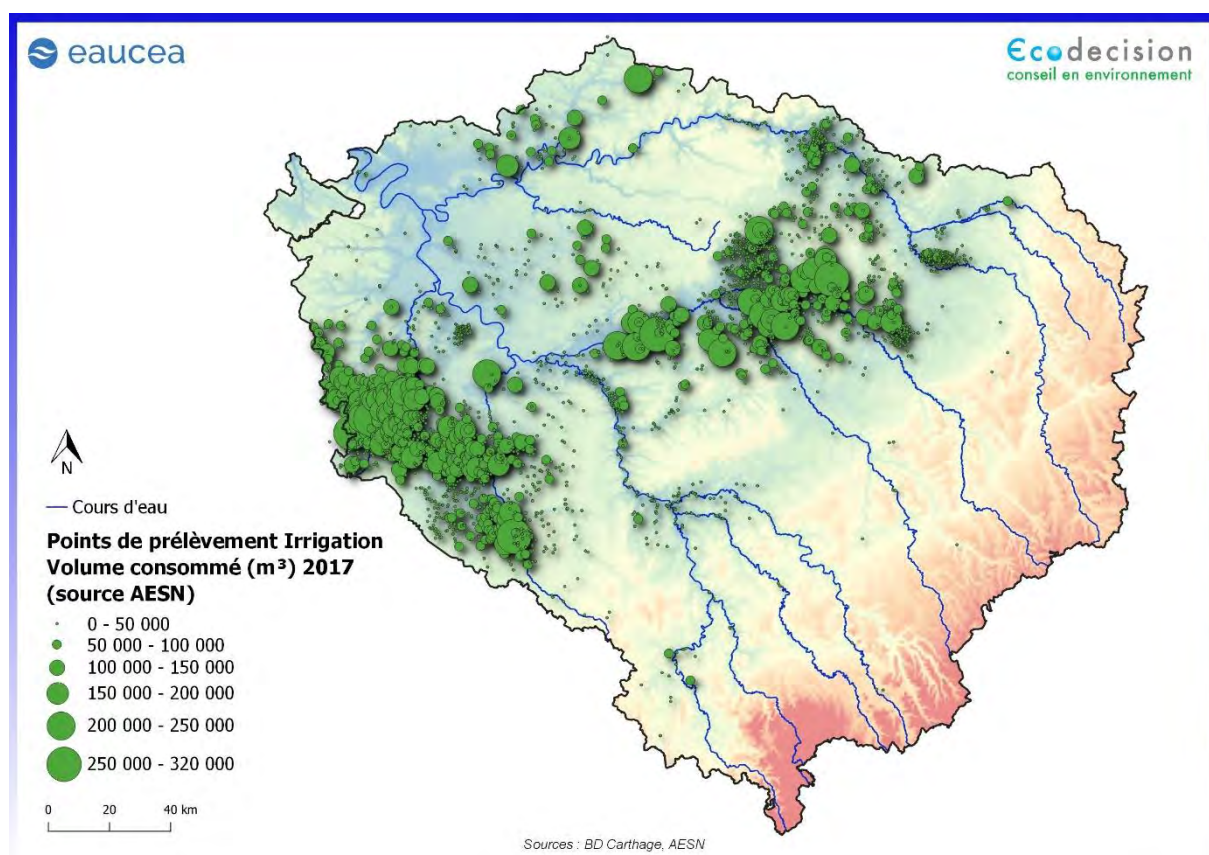 eaucea
Ecodecision
conseil en environnement
N
Cours d'eau
Points de prélèvement Irrigation
Volume consommé (m³) 2017
(source AESN)
0 - 50 000
50 000 - 100 000
100 000 - 150 000
150 000 - 200 000
200 000 - 250 000
250 000 - 320 000
0 20 40 km
Sources : BD Carthage, AESN